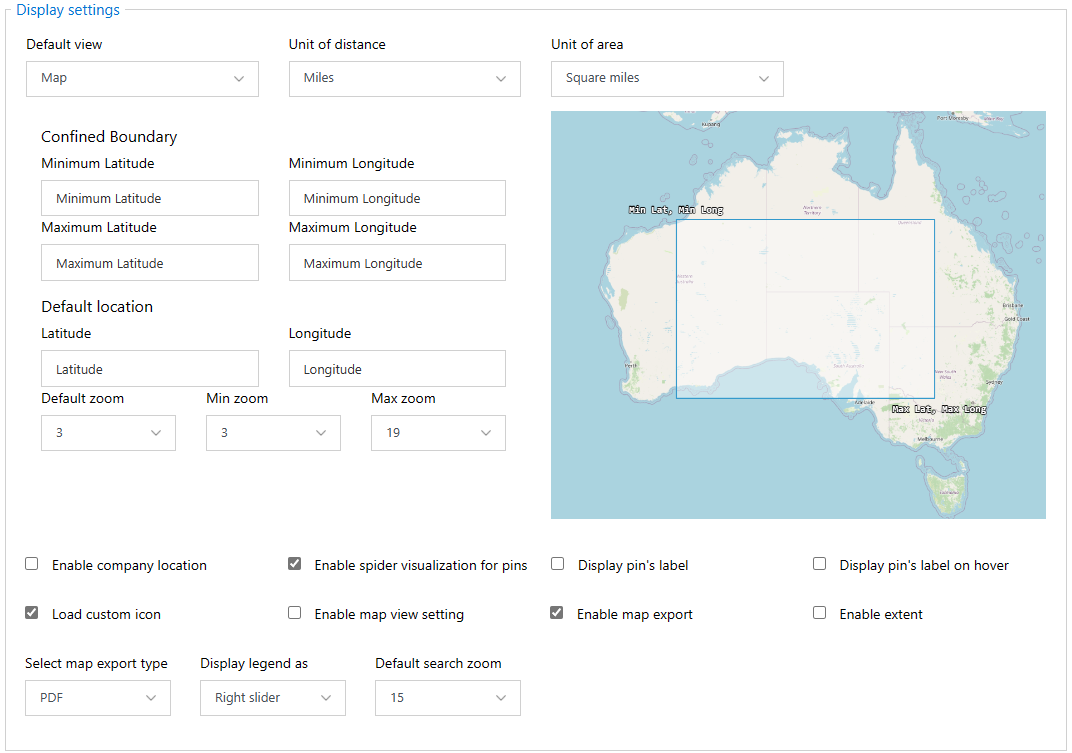 Display settings
Default view
Unit of distance
Unit of area
Map
Miles
Square miles
Confined Boundary
Minimum Latitude
Minimum Longitude
Minimum Latitude
Minimum Longitude
Maximum Latitude
Maximum Longitude
Maximum Latitude
Maximum Longitude
Default location
Latitude
Longitude
Latitude
Longitude
Default zoom
Min zoom
Max zoom
3
3
19
Kupang
Port Moresby
Min Lat, Min Long
Northern
Territory
Queensland
Brisbane
Gold Coast
Perth
South Australia
New South
Wales
Sydney
Adelaide
Max Lat, Max Long
Melbourne
Enable company location
Enable spider visualization for pins
Display pin's label
Display pin's label on hover
Load custom icon
Enable map view setting
Enable map export
Enable extent
Select map export type
Display legend as
Default search zoom
PDF
Right slider
15